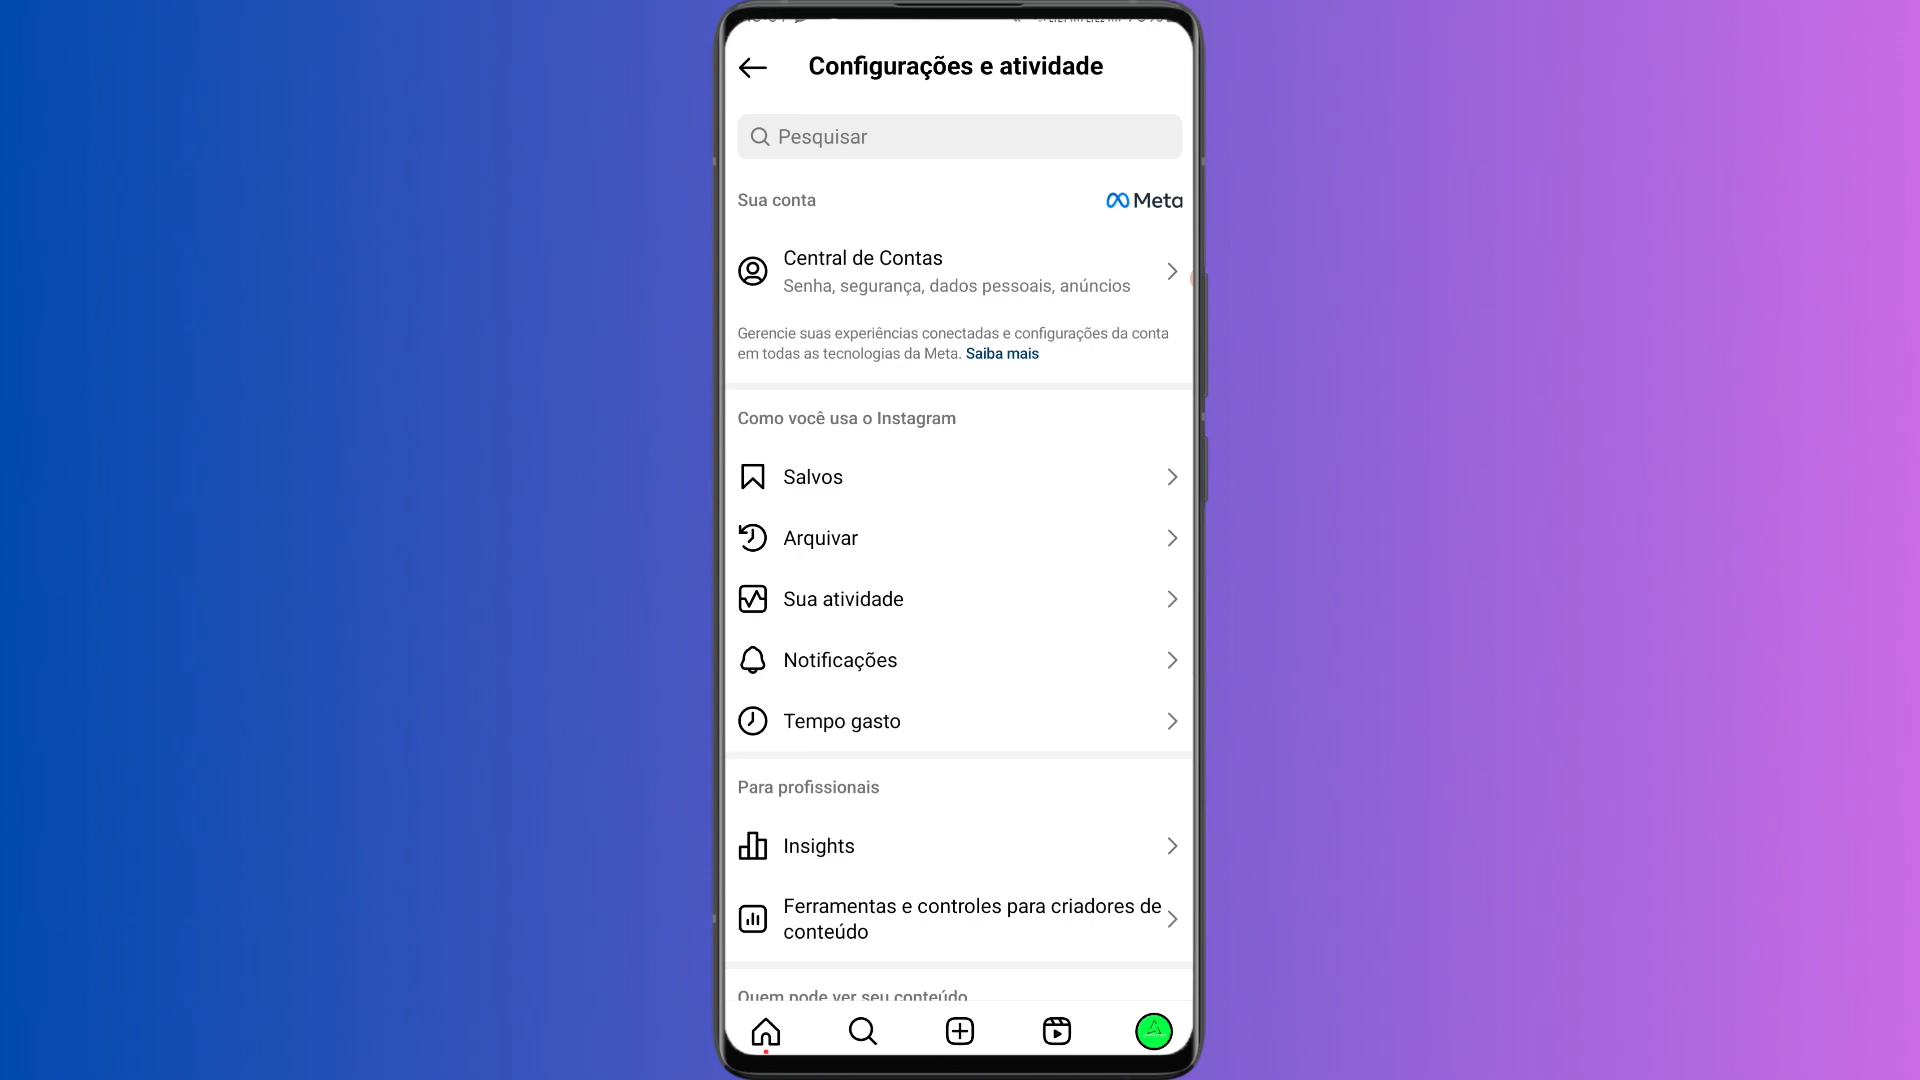 Configurações e atividade
Pesquisar
Sua conta
Meta
Central de Contas
Senha, segurança, dados pessoais, anúncios
Gerencie suas experiências conectadas e configurações da conta
em todas as tecnologias da Meta. Saiba mais
Como você usa o Instagram
Salvos
Arquivar
Sua atividade
Notificações
Tempo gasto
Para profissionais
Insights
Ferramentas e controles para criadores de
conteúdo
Quem pode ver seu conteúdo